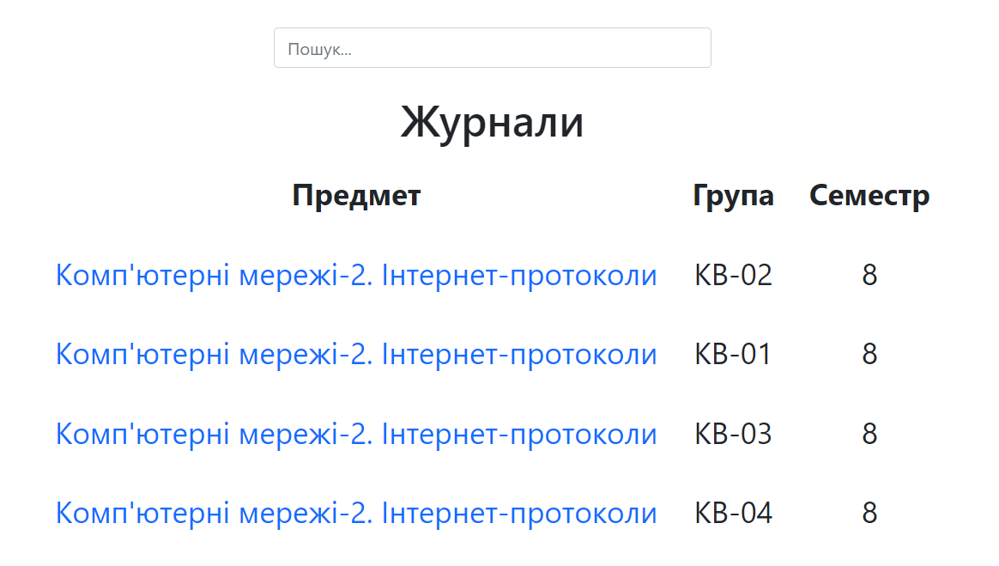 Пошук...
Журнали
Предмет Група Семестр
Комп'ютерні мережі-2. Інтернет-протоколи КВ-02 8
Комп'ютерні мережі-2. Інтернет-протоколи КВ-01 8
Комп'ютерні мережі-2. Інтернет-протоколи КВ-03 8
Комп'ютерні мережі-2. Інтернет-протоколи КВ-04 8